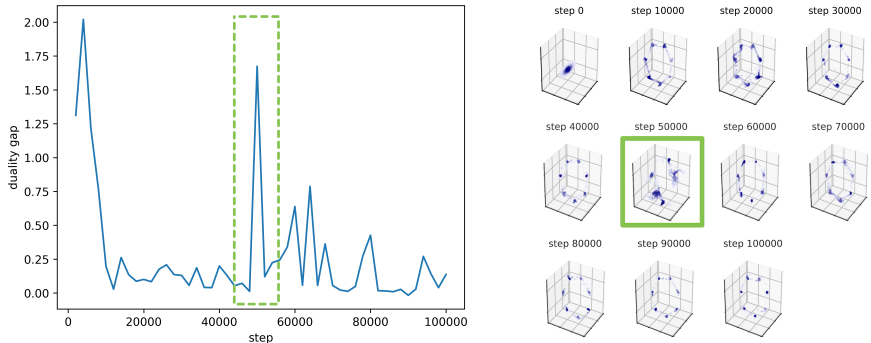 2.00
1.75
1.50
1.25
1.00
0.75
0.50
0.25
0.00
duality gap
0
20000
40000
60000
80000
100000
step
step 0
step 10000
step 20000
step 30000
step 40000
step 50000
step 60000
step 70000
step 80000
step 90000
step 100000